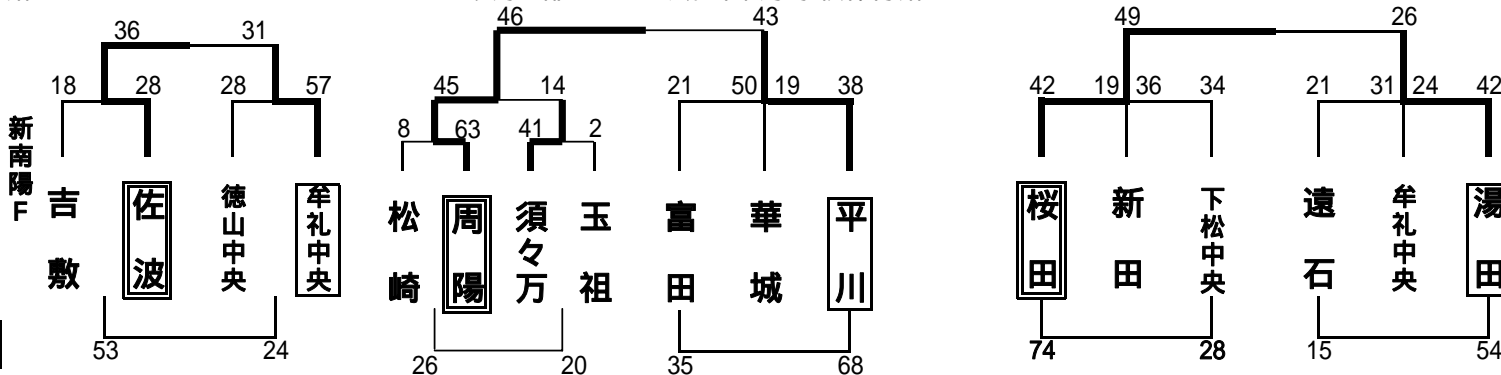 36 31 46 43 49 26
18 28 28 57 45 14 21 50 19 38 42 19 36 34 21 31 24 42
8 63 41 2
新南陽F
吉敷
佐波
徳山中央
牟礼中央
松崎
周陽
須々万
玉祖
富田
華城
平川
桜田
新田
下松中央
遠石
牟礼中央
湯田
53 24 26 20 35 68 74 28 15 54